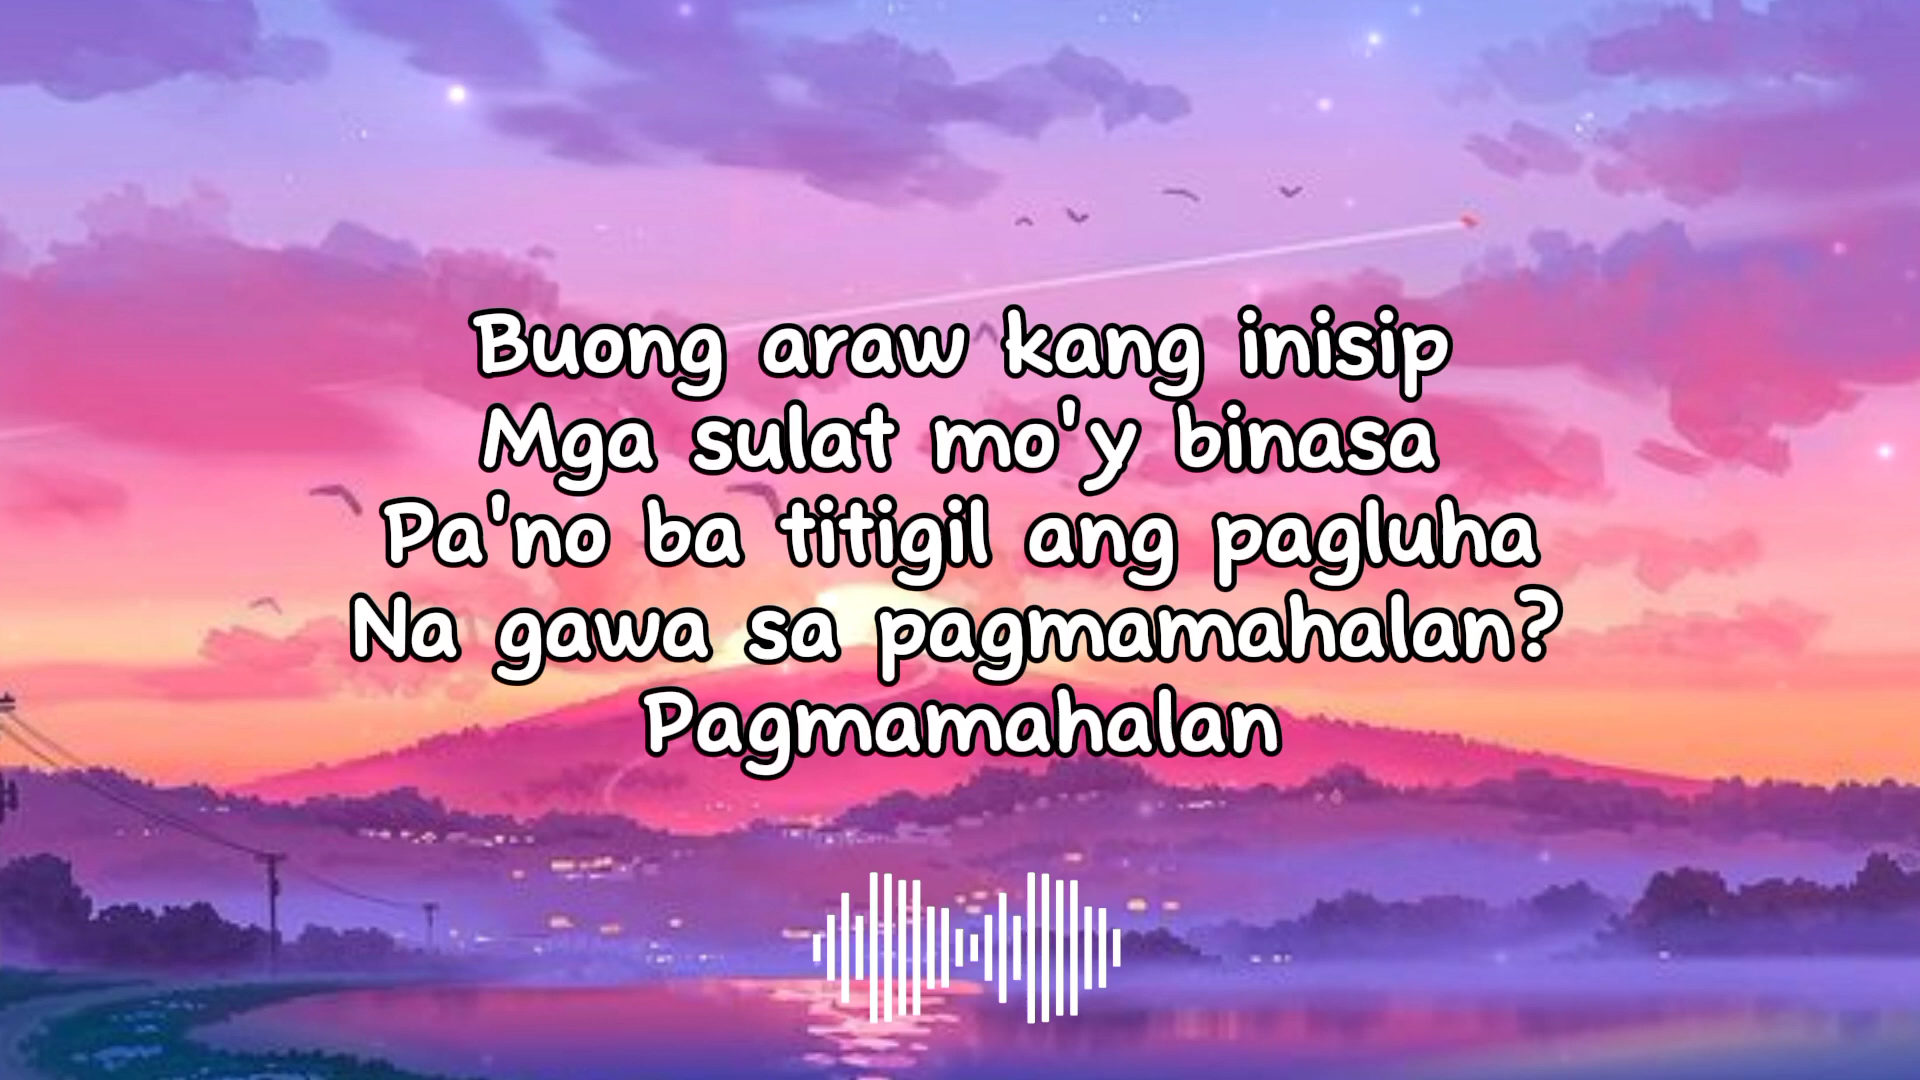 Buong araw kang inisip
Mga sulat mo'y binasa
Pa'no ba titigil ang pagluha
Na gawa sa pagmamahalan?
Pagmamahalan